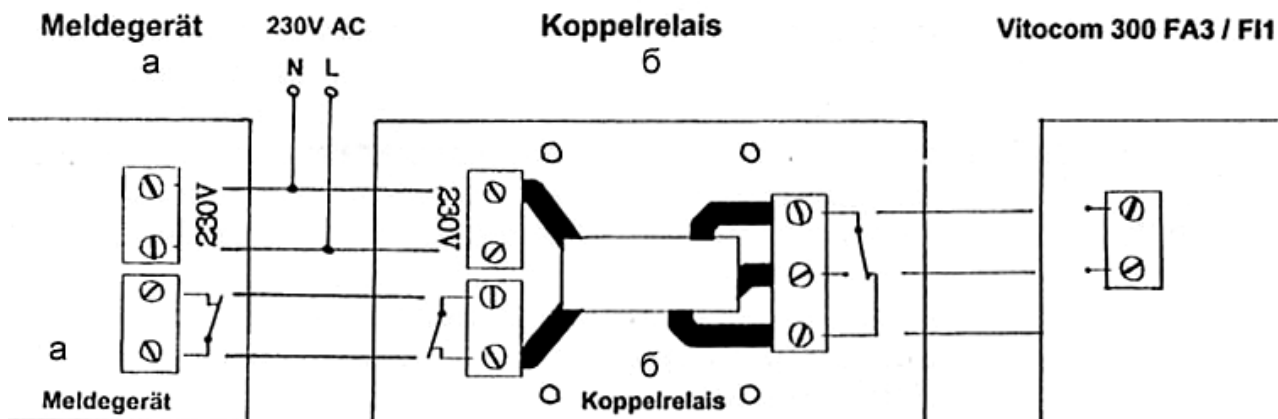 Meldegerät 230V AC Koppelrelais Vitocom 300 FA3 / FI1
а б
N L
230V 230V
а б
Meldegerät Koppelrelais